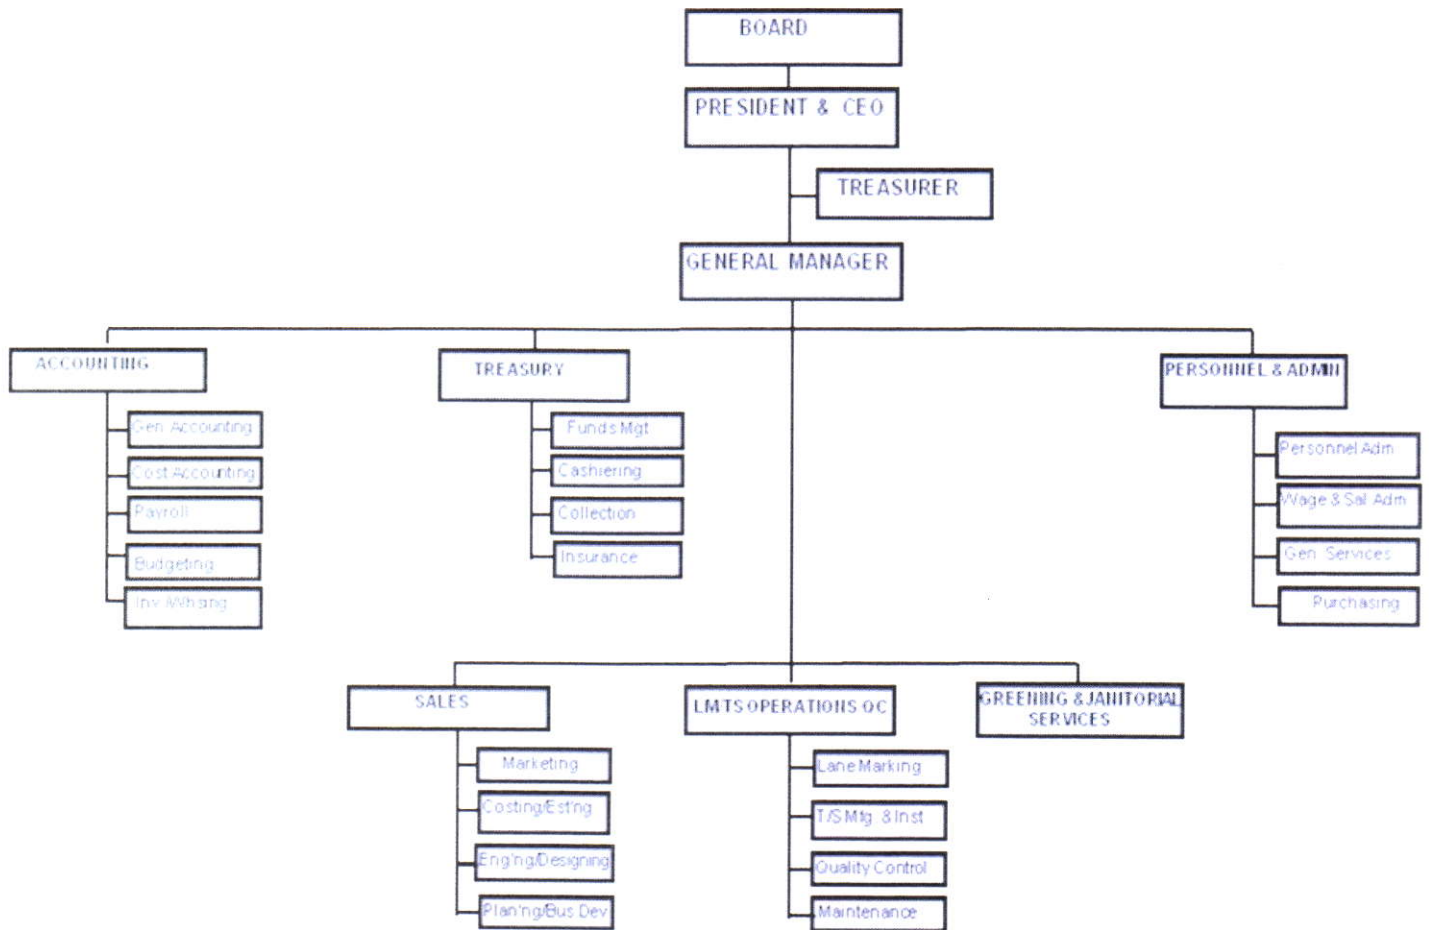 BOARD
PRESIDENT & CEO
TREASURER
GENERAL MANAGER
ACCOUNTING
Gen. Accounting
Cost Accounting
Payroll
Budgeting
Inv./Whsing
TREASURY
Funds Mgt
Cashiering
Collection
Insurance
PERSONNEL & ADMIN
Personnel Adm
Wage & Sal Adm
Gen. Services
Purchasing
SALES
Marketing
Costing/Est'ng
Eng'ng/Designing
Plan'ng/Bus Dev
LMTS OPERATIONS OC
Lane Marking
T/S Mfg. & Inst
Quality Control
Maintenance
GREENING & JANITORIAL
SERVICES